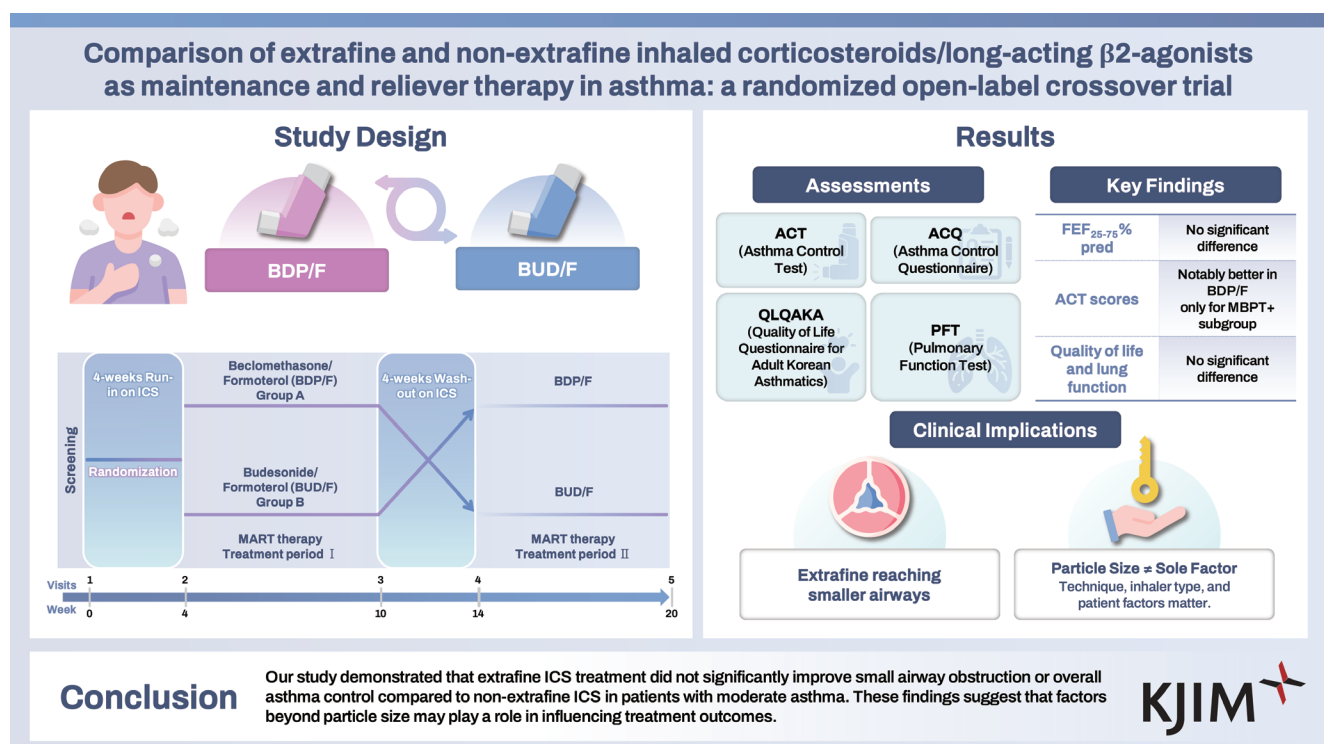 Comparison of extrafine and non-extrafine inhaled corticosteroids/long-acting β2-agonists
as maintenance and reliever therapy in asthma: a randomized open-label crossover trial
Study Design
BDP/F
BUD/F
Screening
4-weeks Run-
in on ICS
Randomization
Beclomethasone/
Formoterol (BDP/F)
Group A
Budesonide/
Formoterol (BUD/F)
Group B
MART therapy
Treatment period Ⅰ
4-weeks Wash-
out on ICS
BDP/F
BUD/F
MART therapy
Treatment period Ⅱ
Visits 1 2 3 4 5
Week 0 4 10 14 20
Results
Assessments
ACT
(Asthma Control
Test)
ACQ
(Asthma Control
Questionnaire)
QLQAKA
(Quality of Life
Questionnaire for
Adult Korean
Asthmatics)
PFT
(Pulmonary
Function Test)
Key Findings
FEF25-75%
pred
No significant
difference
ACT scores
Notably better in
BDP/F
only for MBPT+
subgroup
Quality of life
and lung
function
No significant
difference
Clinical Implications
Extrafine reaching
smaller airways
Particle Size ≠ Sole Factor
Technique, inhaler type, and
patient factors matter.
Conclusion
Our study demonstrated that extrafine ICS treatment did not significantly improve small airway obstruction or overall
asthma control compared to non-extrafine ICS in patients with moderate asthma. These findings suggest that factors
beyond particle size may play a role in influencing treatment outcomes.
KJIM